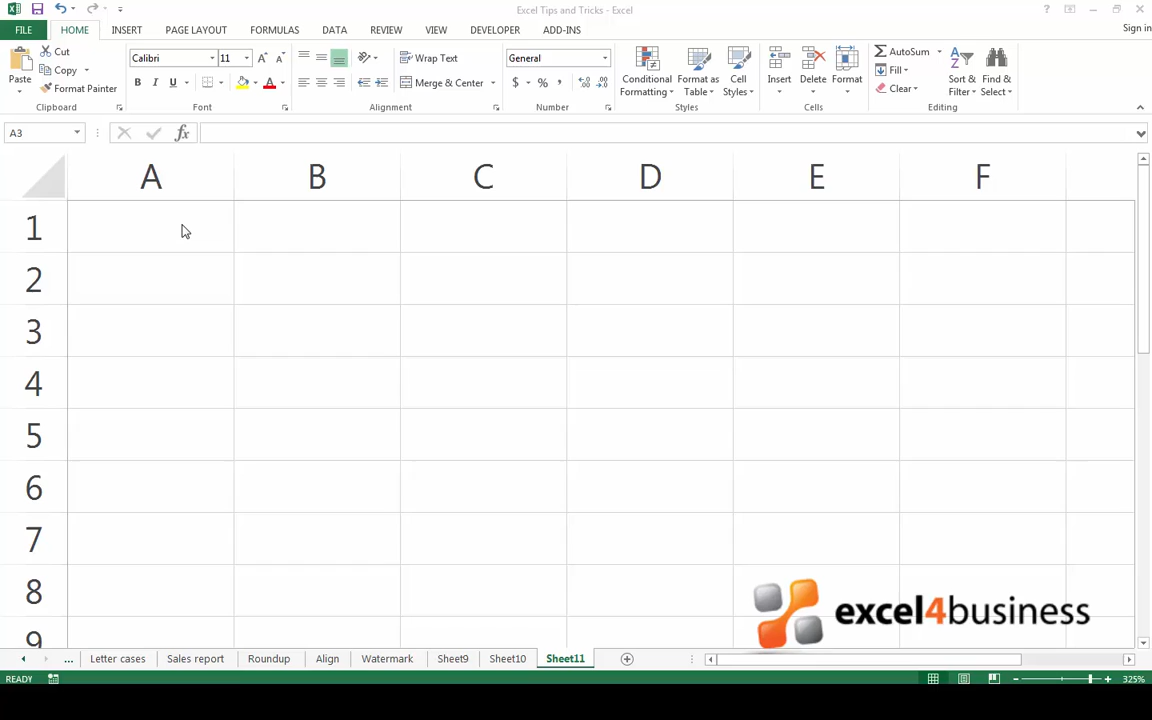 Excel Tips and Tricks - Excel
FILE HOME INSERT PAGE LAYOUT FORMULAS DATA REVIEW VIEW DEVELOPER ADD-INS Sign in
Paste
Cut
Copy
Format Painter
Clipboard
Calibri 11
B I U
Font
Wrap Text
Merge & Center
Alignment
General
$ % ,
Number
Conditional Formatting
Format as Table
Cell Styles
Styles
Insert Delete Format
Cells
AutoSum
Fill
Clear
Sort & Filter
Find & Select
Editing
A3 fx
A B C D E F
1
2
3
4
5
6
7
8
9
excel4business
... Letter cases Sales report Roundup Align Watermark Sheet9 Sheet10 Sheet11
READY 325%